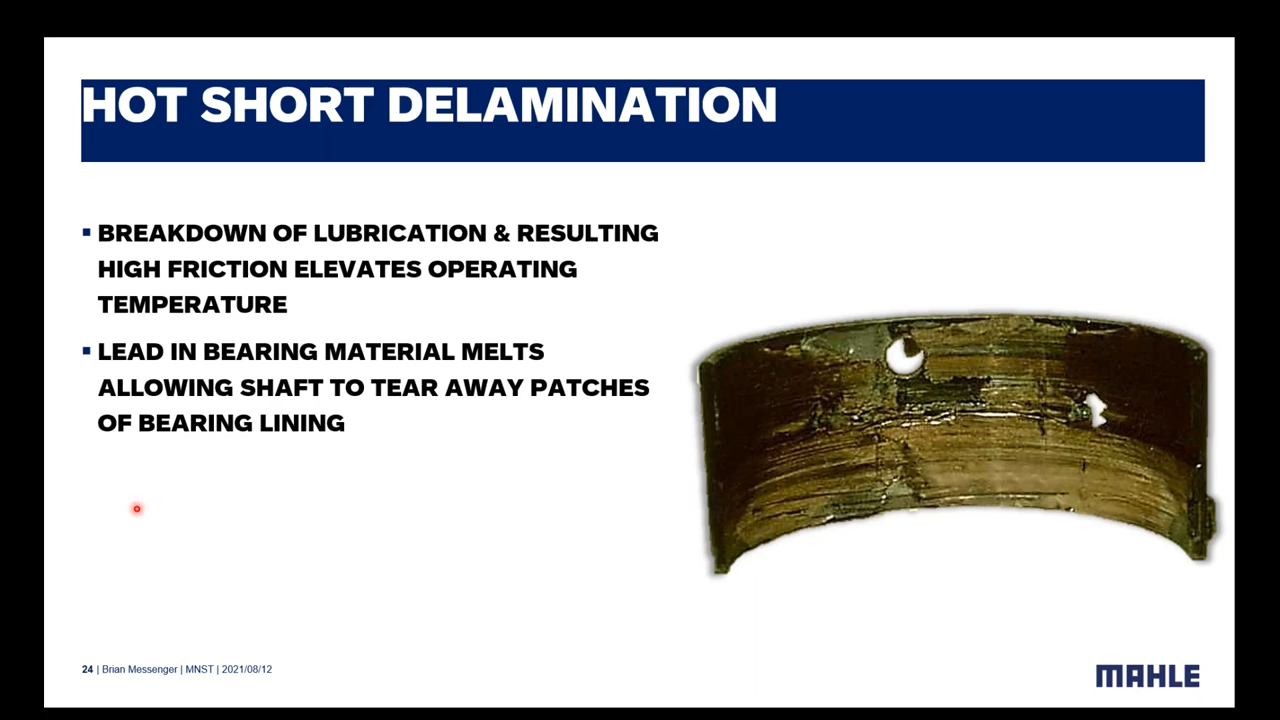 HOT SHORT DELAMINATION
▪ BREAKDOWN OF LUBRICATION & RESULTING
HIGH FRICTION ELEVATES OPERATING
TEMPERATURE
▪ LEAD IN BEARING MATERIAL MELTS
ALLOWING SHAFT TO TEAR AWAY PATCHES
OF BEARING LINING
24 | Brian Messenger | MNST | 2021/08/12
MAHLE